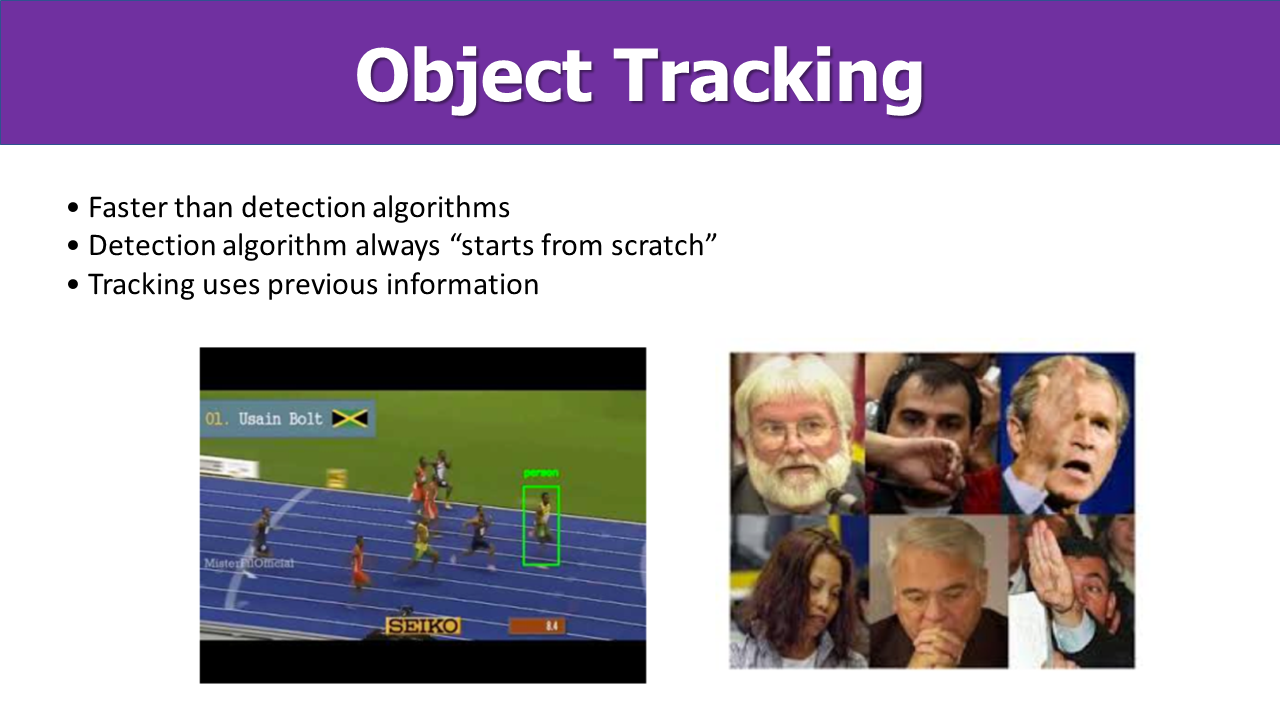 Object Tracking
• Faster than detection algorithms
• Detection algorithm always “starts from scratch”
• Tracking uses previous information
01. Usain Bolt
person
MisterilOfficial
SEIKO
8.4